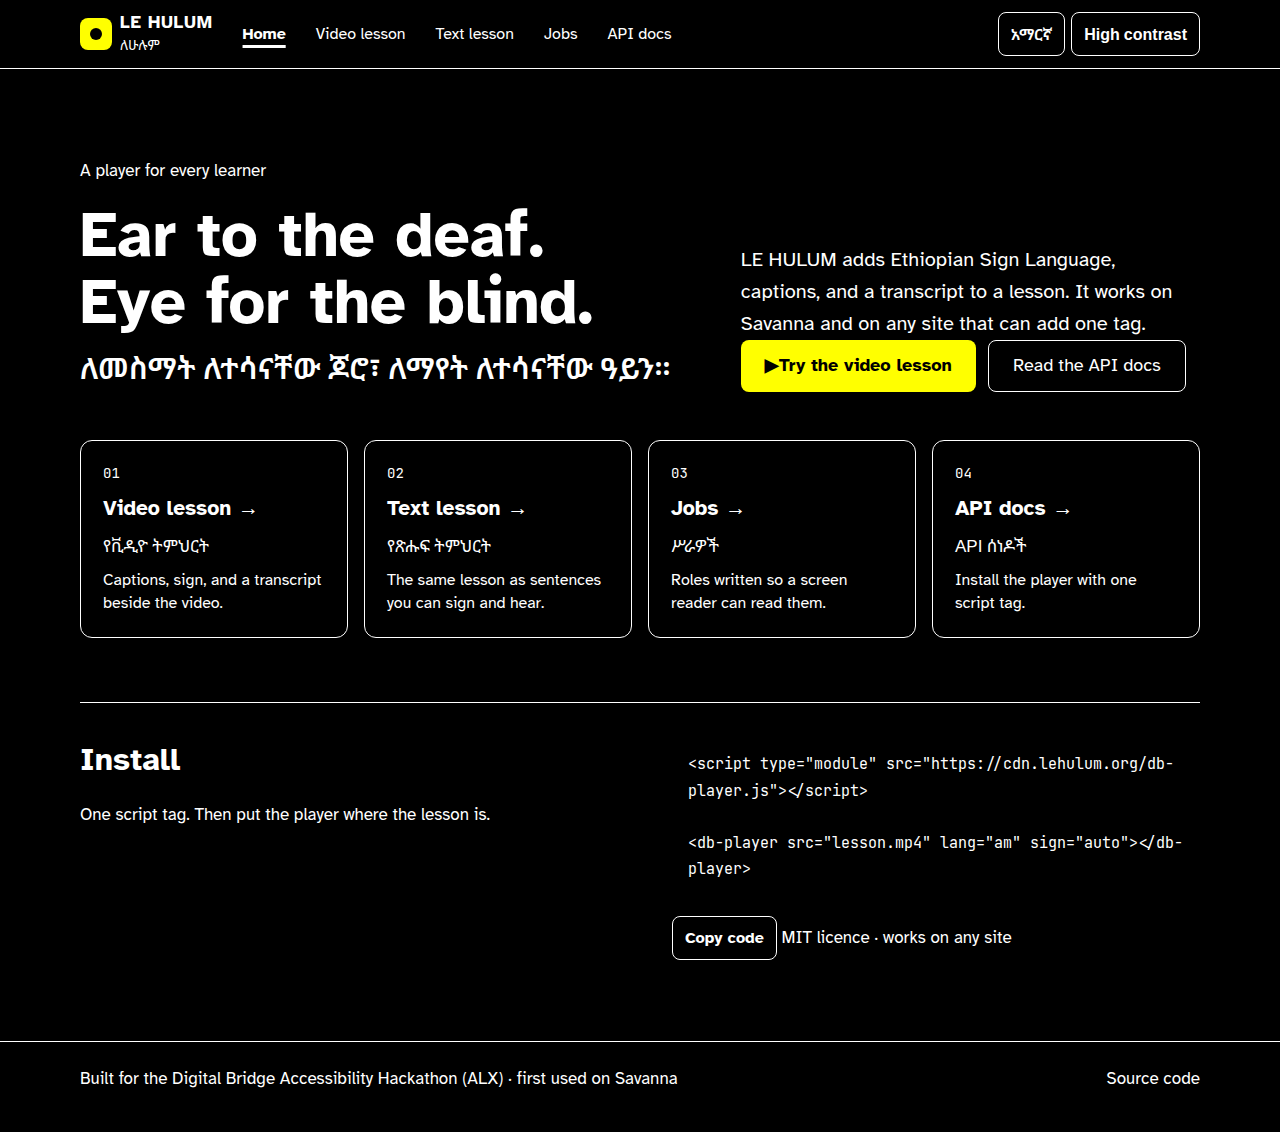 LE HULUM
ለሁሉም
Home
Video lesson
Text lesson
Jobs
API docs
አማርኛ
High contrast
A player for every learner
Ear to the deaf.
Eye for the blind.
ለመስማት ለተሳናቸው ጆሮ፣ ለማየት ለተሳናቸው ዓይን።
LE HULUM adds Ethiopian Sign Language,
captions, and a transcript to a lesson. It works on
Savanna and on any site that can add one tag.
▶Try the video lesson
Read the API docs
01
Video lesson →
የቪዲዮ ትምህርት
Captions, sign, and a transcript
beside the video.
02
Text lesson →
የጽሑፍ ትምህርት
The same lesson as sentences
you can sign and hear.
03
Jobs →
ሥራዎች
Roles written so a screen
reader can read them.
04
API docs →
API ሰነዶች
Install the player with one
script tag.
Install
One script tag. Then put the player where the lesson is.
<script type="module" src="https://cdn.lehulum.org/db-
player.js"></script>
<db-player src="lesson.mp4" lang="am" sign="auto"></db-
player>
Copy code
MIT licence · works on any site
Built for the Digital Bridge Accessibility Hackathon (ALX) · first used on Savanna
Source code